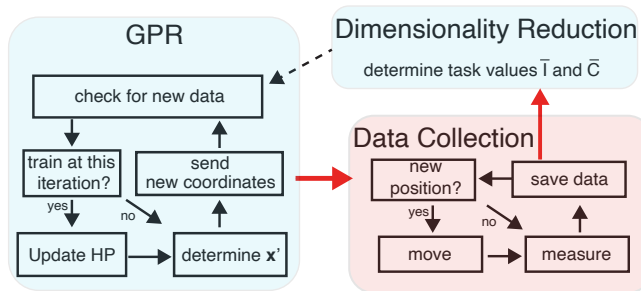 GPR
check for new data
train at this
iteration?
send
new coordinates
yes
no
Update HP
determine x'
Dimensionality Reduction
determine task values Ī and C̄
Data Collection
new
position?
save data
yes
no
move
measure